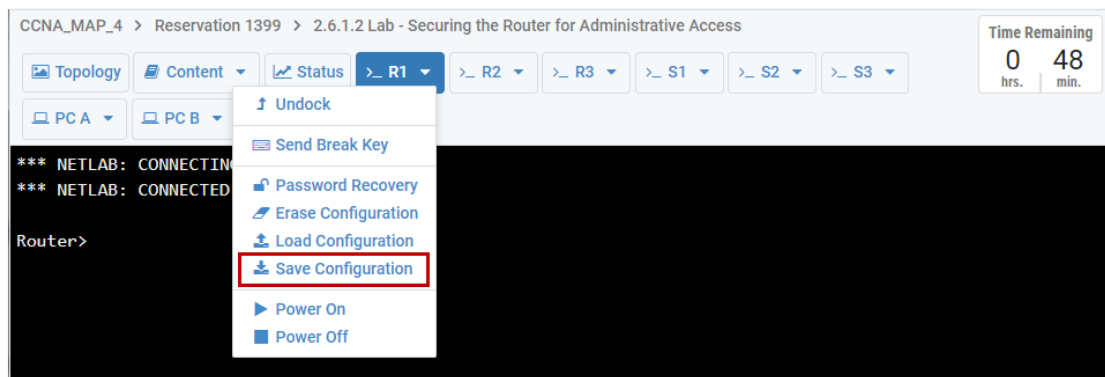 CCNA_MAP_4 > Reservation 1399 > 2.6.1.2 Lab - Securing the Router for Administrative Access
Time Remaining
0 48
hrs. min.
Topology Content Status >_ R1 >_ R2 >_ R3 >_ S1 >_ S2 >_ S3
PC A PC B
Undock
Send Break Key
Password Recovery
Erase Configuration
Load Configuration
Save Configuration
Power On
Power Off
*** NETLAB: CONNECTING
*** NETLAB: CONNECTED
Router>